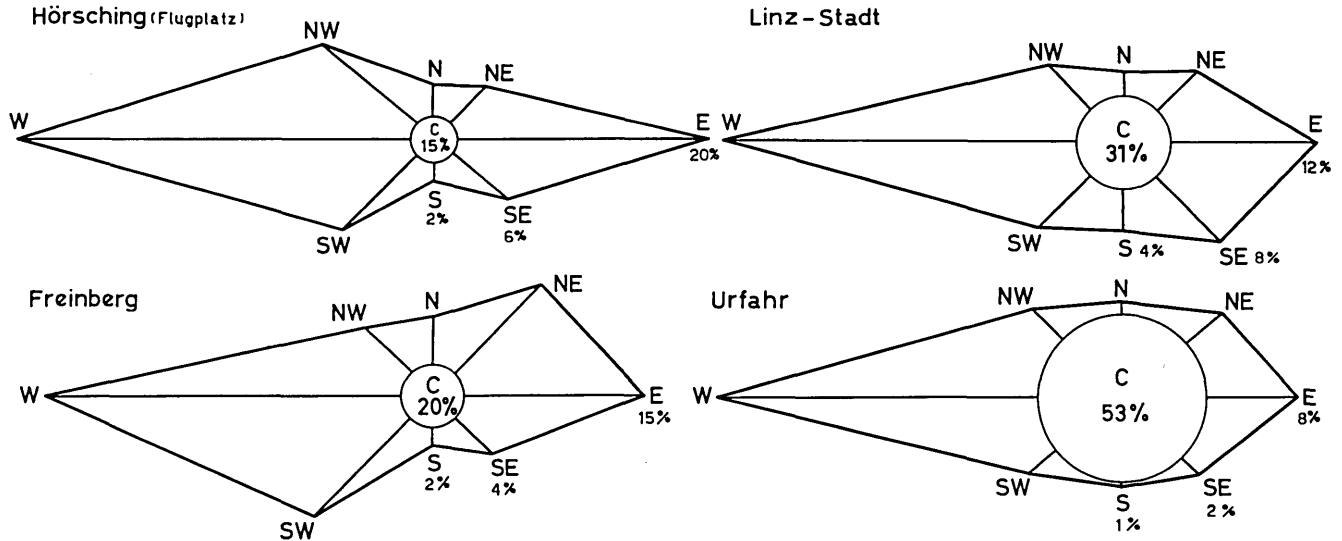 Hörsching (Flugplatz)
NW
N
NE
W
C
15%
E
20%
S
2%
SE
6%
SW
Linz – Stadt
NW
N
NE
W
C
31%
E
12%
SW
S 4%
SE 8%
Freinberg
NW
N
NE
W
C
20%
E
15%
S
2%
SE
4%
SW
Urfahr
NW
N
NE
W
C
53%
E
8%
SW
S
1%
SE
2%